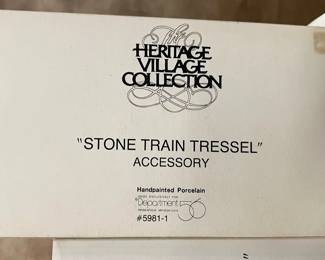 The
HERITAGE
VILLAGE
COLLECTION
"STONE TRAIN TRESSEL"
ACCESSORY
Handpainted Porcelain
Department 56
#5981-1